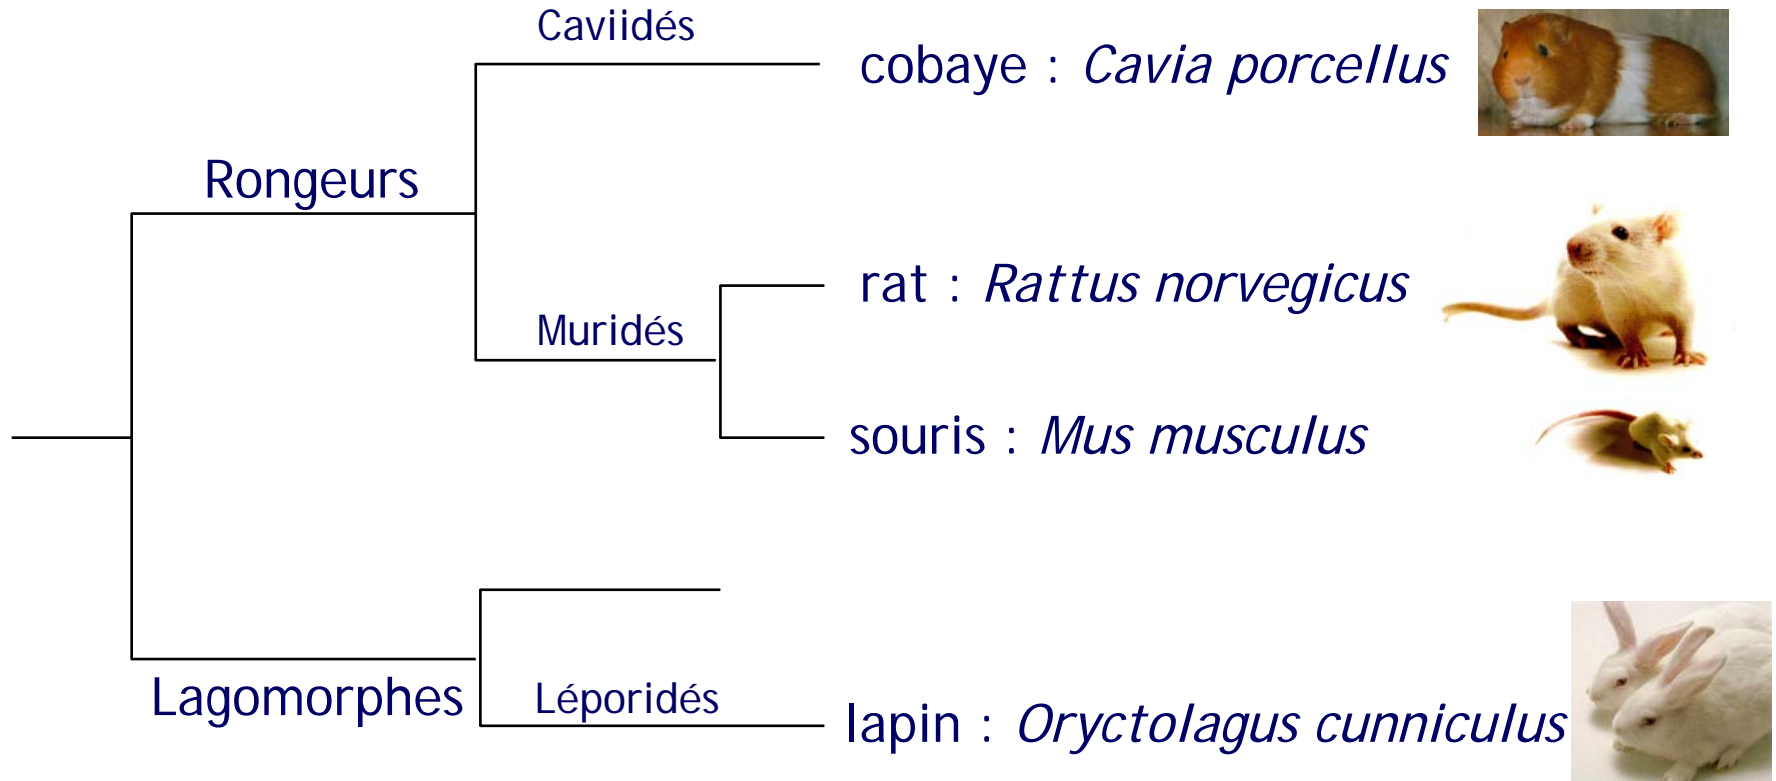 Caviidés
cobaye : Cavia porcellus
Rongeurs
rat : Rattus norvegicus
Muridés
souris : Mus musculus
Lagomorphes
Léporidés
lapin : Oryctolagus cunniculus